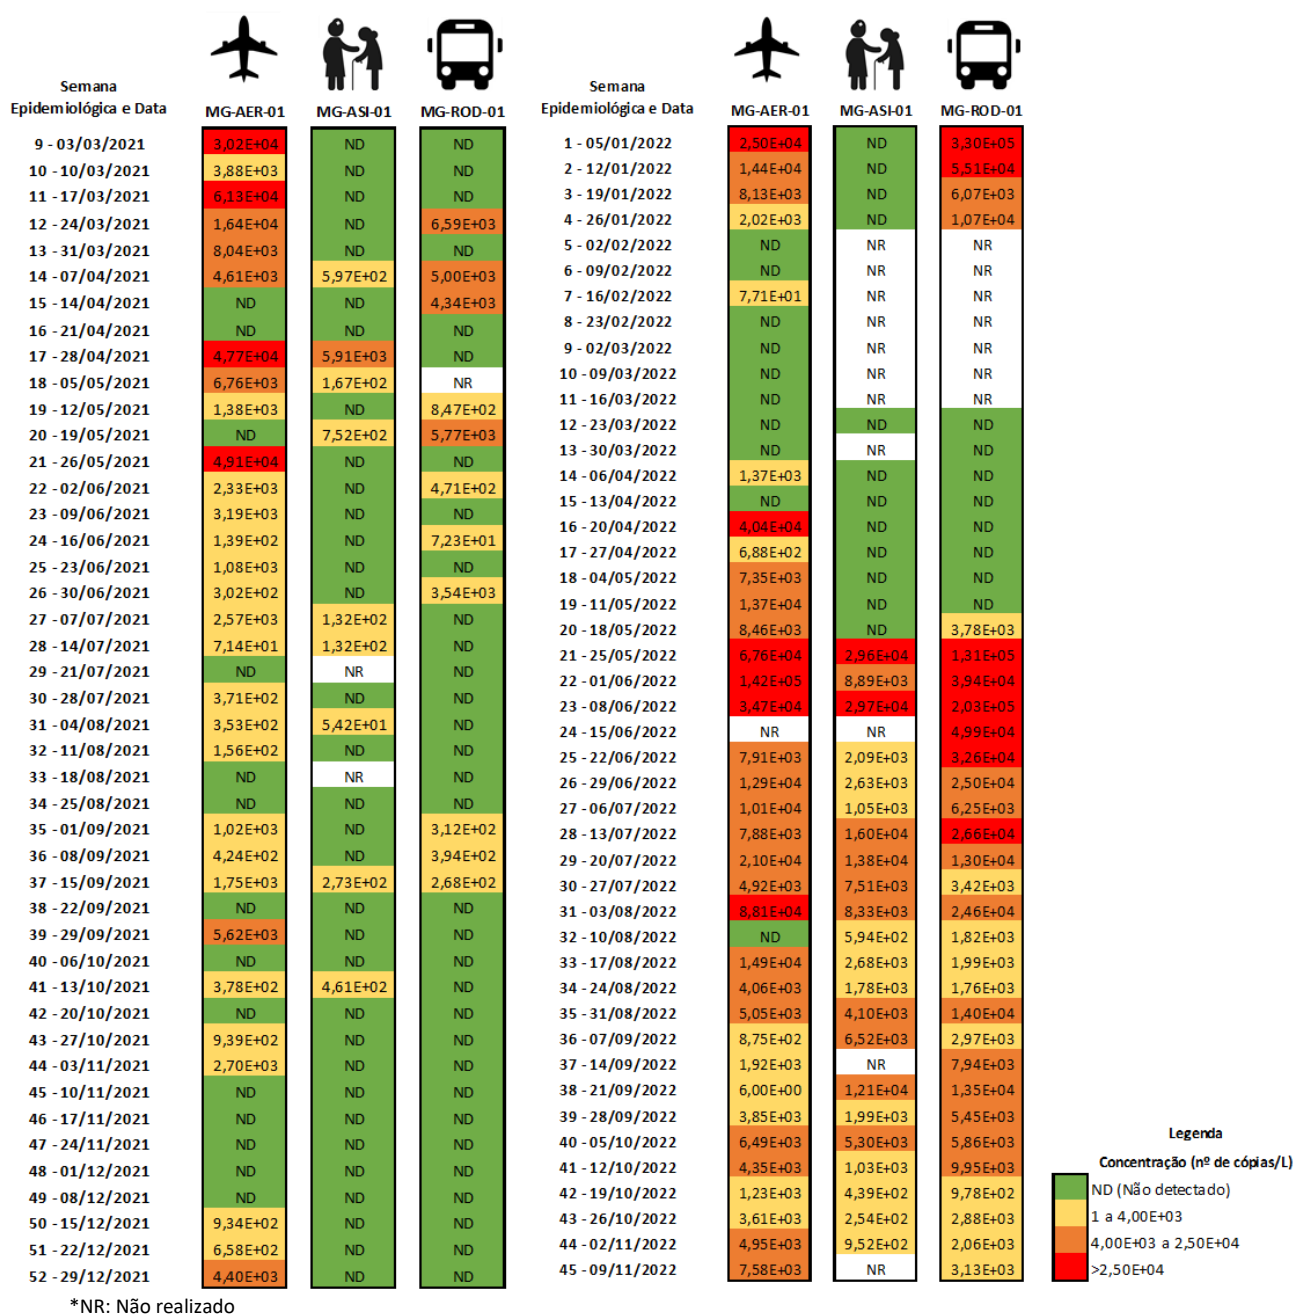 Semana
Epidemiológica e Data MG-AER-01 MG-ASI-01 MG-ROD-01
9 - 03/03/2021 3,02E+04 ND ND
10 - 10/03/2021 3,88E+03 ND ND
11 - 17/03/2021 6,13E+04 ND ND
12 - 24/03/2021 1,64E+04 ND 6,59E+03
13 - 31/03/2021 8,04E+03 ND ND
14 - 07/04/2021 4,61E+03 5,97E+02 5,00E+03
15 - 14/04/2021 ND ND 4,34E+03
16 - 21/04/2021 ND ND ND
17 - 28/04/2021 4,77E+04 5,91E+03 ND
18 - 05/05/2021 6,76E+03 1,67E+02 NR
19 - 12/05/2021 1,38E+03 ND 8,47E+02
20 - 19/05/2021 ND 7,52E+02 5,77E+03
21 - 26/05/2021 4,91E+04 ND ND
22 - 02/06/2021 2,33E+03 ND 4,71E+02
23 - 09/06/2021 3,19E+03 ND ND
24 - 16/06/2021 1,39E+02 ND 7,23E+01
25 - 23/06/2021 1,08E+03 ND ND
26 - 30/06/2021 3,02E+02 ND 3,54E+03
27 - 07/07/2021 2,57E+03 1,32E+02 ND
28 - 14/07/2021 7,14E+01 1,32E+02 ND
29 - 21/07/2021 ND NR ND
30 - 28/07/2021 3,71E+02 ND ND
31 - 04/08/2021 3,53E+02 5,42E+01 ND
32 - 11/08/2021 1,56E+02 ND ND
33 - 18/08/2021 ND NR ND
34 - 25/08/2021 ND ND ND
35 - 01/09/2021 1,02E+03 ND 3,12E+02
36 - 08/09/2021 4,24E+02 ND 3,94E+02
37 - 15/09/2021 1,75E+03 2,73E+02 2,68E+02
38 - 22/09/2021 ND ND ND
39 - 29/09/2021 5,62E+03 ND ND
40 - 06/10/2021 ND ND ND
41 - 13/10/2021 3,78E+02 4,61E+02 ND
42 - 20/10/2021 ND ND ND
43 - 27/10/2021 9,39E+02 ND ND
44 - 03/11/2021 2,70E+03 ND ND
45 - 10/11/2021 ND ND ND
46 - 17/11/2021 ND ND ND
47 - 24/11/2021 ND ND ND
48 - 01/12/2021 ND ND ND
49 - 08/12/2021 ND ND ND
50 - 15/12/2021 9,34E+02 ND ND
51 - 22/12/2021 6,58E+02 ND ND
52 - 29/12/2021 4,40E+03 ND ND
*NR: Não realizado
Semana
Epidemiológica e Data MG-AER-01 MG-ASI-01 MG-ROD-01
1 - 05/01/2022 2,50E+04 ND 3,30E+05
2 - 12/01/2022 1,44E+04 ND 5,51E+04
3 - 19/01/2022 8,13E+03 ND 6,07E+03
4 - 26/01/2022 2,02E+03 ND 1,07E+04
5 - 02/02/2022 ND NR NR
6 - 09/02/2022 ND NR NR
7 - 16/02/2022 7,71E+01 NR NR
8 - 23/02/2022 ND NR NR
9 - 02/03/2022 ND NR NR
10 - 09/03/2022 ND NR NR
11 - 16/03/2022 ND NR NR
12 - 23/03/2022 ND ND ND
13 - 30/03/2022 ND NR ND
14 - 06/04/2022 1,37E+03 ND ND
15 - 13/04/2022 ND ND ND
16 - 20/04/2022 4,04E+04 ND ND
17 - 27/04/2022 6,88E+02 ND ND
18 - 04/05/2022 7,35E+03 ND ND
19 - 11/05/2022 1,37E+04 ND ND
20 - 18/05/2022 8,46E+03 ND 3,78E+03
21 - 25/05/2022 6,76E+04 2,96E+04 1,31E+05
22 - 01/06/2022 1,42E+05 8,89E+03 3,94E+04
23 - 08/06/2022 3,47E+04 2,97E+04 2,03E+05
24 - 15/06/2022 NR NR 4,99E+04
25 - 22/06/2022 7,91E+03 2,09E+03 3,26E+04
26 - 29/06/2022 1,29E+04 2,63E+03 2,50E+04
27 - 06/07/2022 1,01E+04 1,05E+03 6,25E+03
28 - 13/07/2022 7,88E+03 1,60E+04 2,66E+04
29 - 20/07/2022 2,10E+04 1,38E+04 1,30E+04
30 - 27/07/2022 4,92E+03 7,51E+03 3,42E+03
31 - 03/08/2022 8,81E+04 8,33E+03 2,46E+04
32 - 10/08/2022 ND 5,94E+02 1,82E+03
33 - 17/08/2022 1,49E+04 2,68E+03 1,99E+03
34 - 24/08/2022 4,06E+03 1,78E+03 1,76E+03
35 - 31/08/2022 5,05E+03 4,10E+03 1,40E+04
36 - 07/09/2022 8,75E+02 6,52E+03 2,97E+03
37 - 14/09/2022 1,92E+03 NR 7,94E+03
38 - 21/09/2022 6,00E+00 1,21E+04 1,35E+04
39 - 28/09/2022 3,85E+03 1,99E+03 5,45E+03
40 - 05/10/2022 6,49E+03 5,30E+03 5,86E+03
41 - 12/10/2022 4,35E+03 1,03E+03 9,95E+03
42 - 19/10/2022 1,23E+03 4,39E+02 9,78E+02
43 - 26/10/2022 3,61E+03 2,54E+02 2,88E+03
44 - 02/11/2022 4,95E+03 9,52E+02 2,06E+03
45 - 09/11/2022 7,58E+03 NR 3,13E+03
Legenda
Concentração (nº de cópias/L)
ND (Não detectado)
1 a 4,00E+03
4,00E+03 a 2,50E+04
>2,50E+04